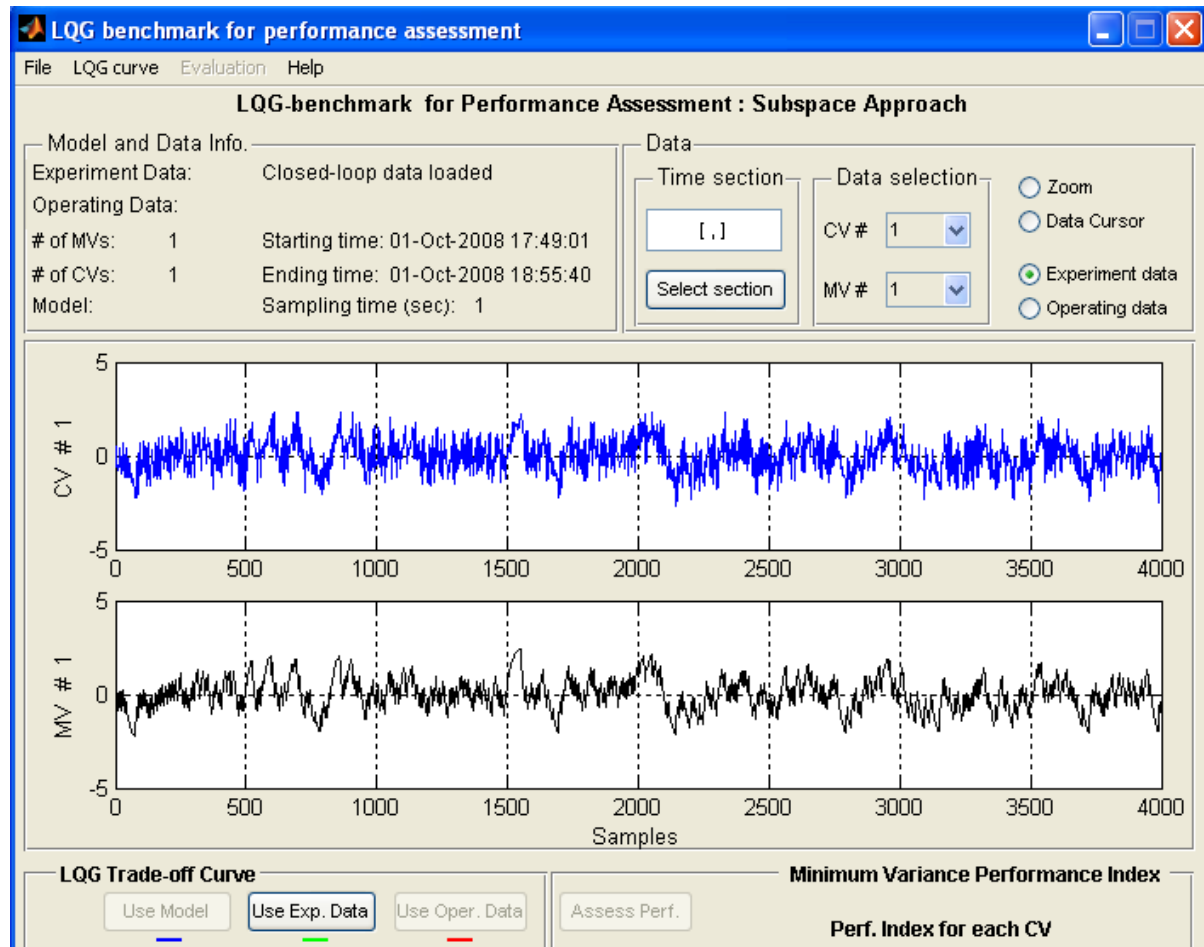 LQG benchmark for performance assessment
File LQG curve Evaluation Help
LQG-benchmark for Performance Assessment : Subspace Approach
Model and Data Info.
Experiment Data: Closed-loop data loaded
Operating Data:
# of MVs: 1 Starting time: 01-Oct-2008 17:49:01
# of CVs: 1 Ending time: 01-Oct-2008 18:55:40
Model: Sampling time (sec): 1
Data
Time section
[ , ]
Select section
Data selection
CV # 1
MV # 1
Zoom
Data Cursor
Experiment data
Operating data
CV # 1
5
0
-5
0 500 1000 1500 2000 2500 3000 3500 4000
MV # 1
5
0
-5
0 500 1000 1500 2000 2500 3000 3500 4000
Samples
LQG Trade-off Curve
Use Model Use Exp. Data Use Oper. Data
Minimum Variance Performance Index
Assess Perf.
Perf. Index for each CV